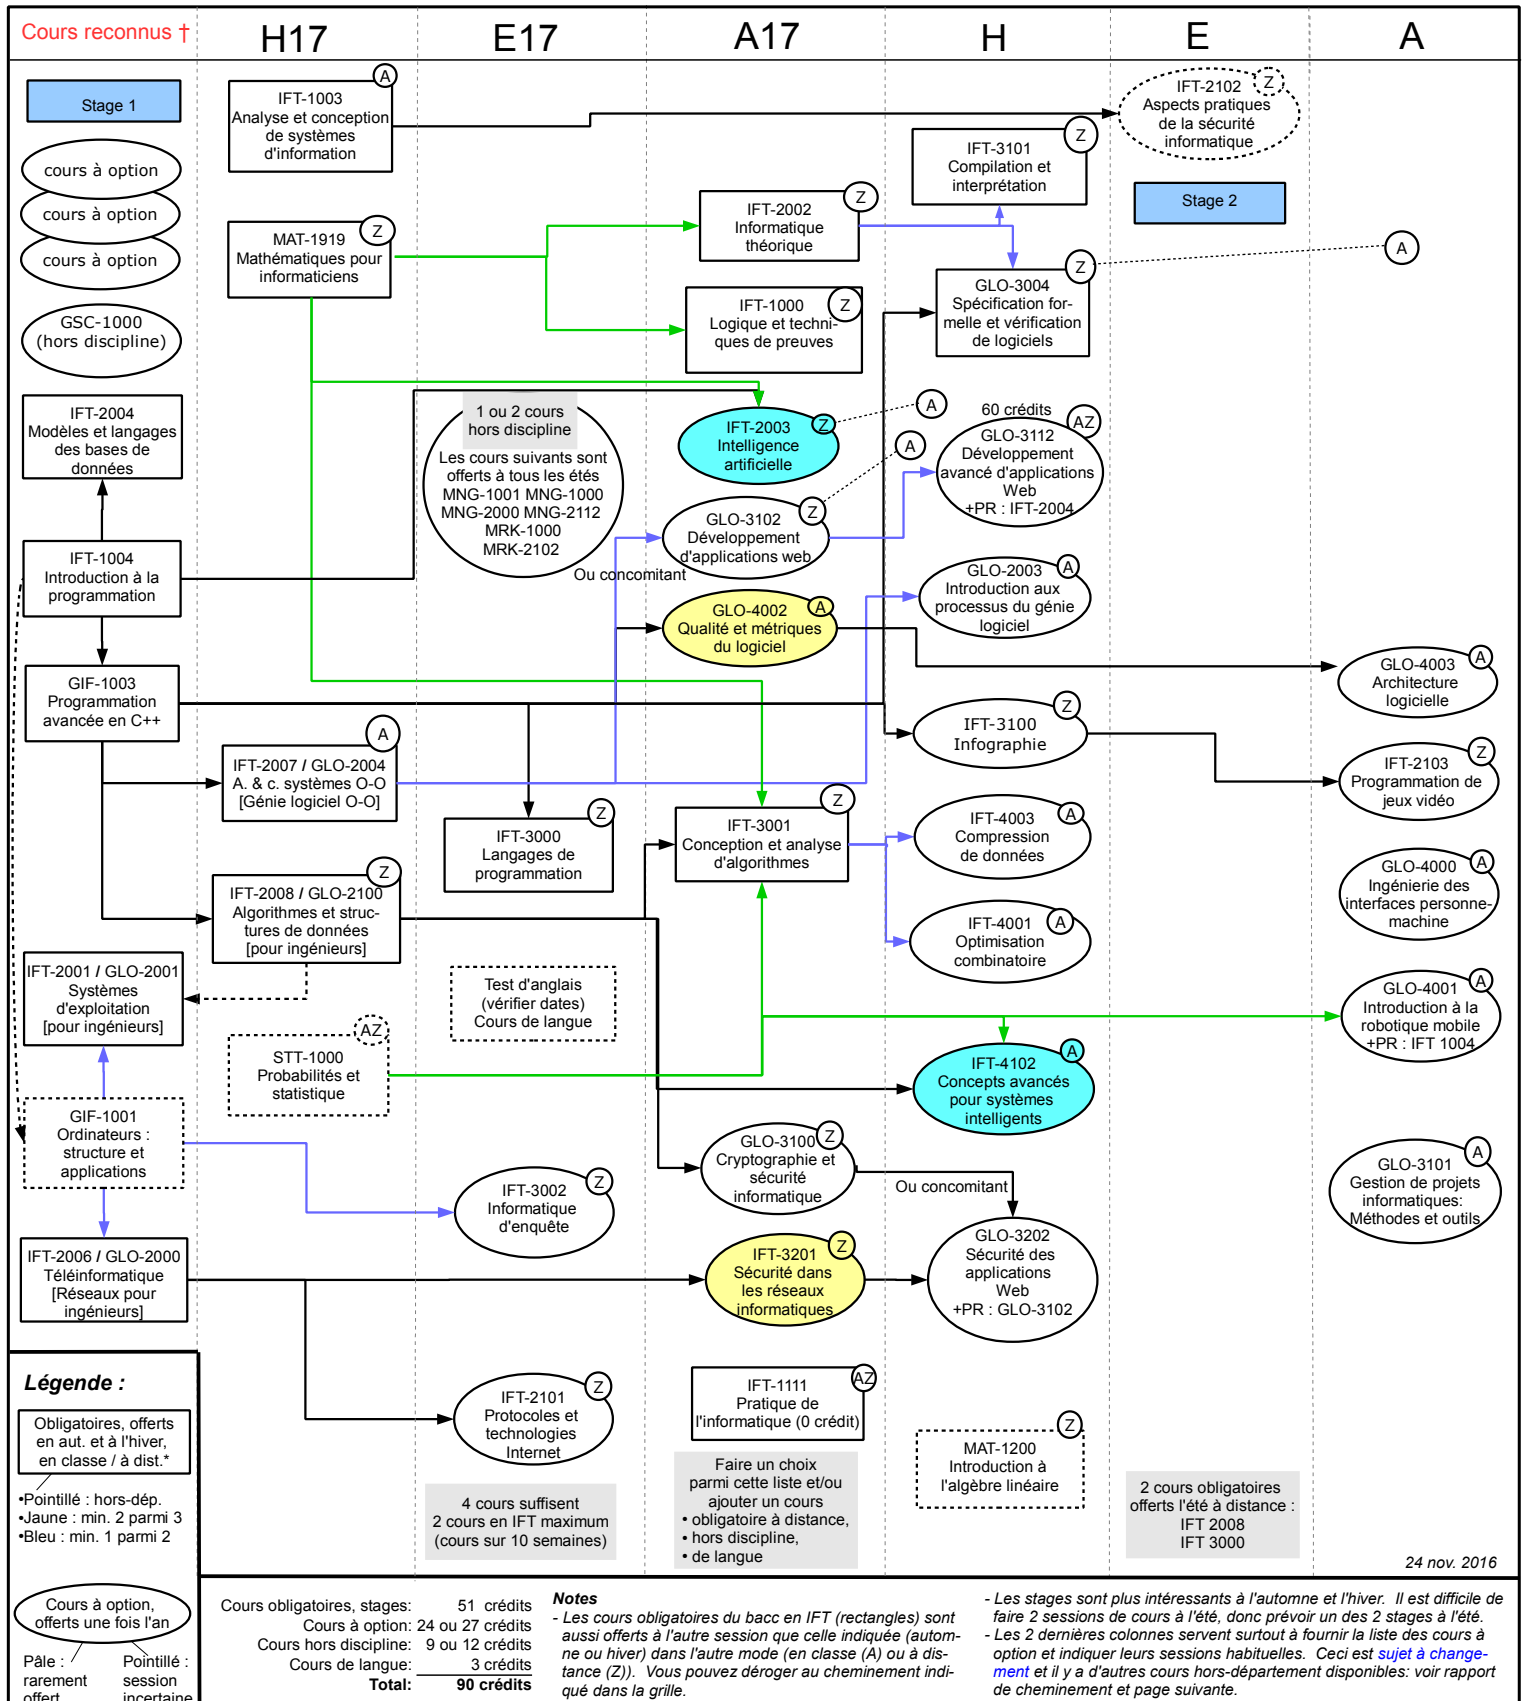 Cours reconnus †
H17
E17
A17
H
E
A
Stage 1
cours à option
cours à option
cours à option
GSC-1000
(hors discipline)
IFT-2004
Modèles et langages
des bases de
données
IFT-1004
Introduction à la
programmation
GIF-1003
Programmation
avancée en C++
IFT-2001 / GLO-2001
Systèmes
d'exploitation
[pour ingénieurs]
GIF-1001
Ordinateurs :
structure et
applications
IFT-2006 / GLO-2000
Téléinformatique
[Réseaux pour
ingénieurs]
A
IFT-1003
Analyse et conception
de systèmes
d'information
Z
MAT-1919
Mathématiques pour
informaticiens
A
IFT-2007 / GLO-2004
A. & c. systèmes O-O
[Génie logiciel O-O]
Z
IFT-2008 / GLO-2100
Algorithmes et struc-
tures de données
[pour ingénieurs]
AZ
STT-1000
Probabilités et
statistique
1 ou 2 cours
hors discipline
Les cours suivants sont
offerts à tous les étés
MNG-1001 MNG-1000
MNG-2000 MNG-2112
MRK-1000
MRK-2102
Ou concomitant
Z
IFT-3000
Langages de
programmation
Test d'anglais
(vérifier dates)
Cours de langue
Z
IFT-3002
Informatique
d'enquête
Z
IFT-2101
Protocoles et
technologies
Internet
4 cours suffisent
2 cours en IFT maximum
(cours sur 10 semaines)
Z
IFT-2002
Informatique
théorique
Z
IFT-1000
Logique et techni-
ques de preuves
A
Z
IFT-2003
Intelligence
artificielle
A
Z
GLO-3102
Développement
d'applications web
A
GLO-4002
Qualité et métriques
du logiciel
Z
IFT-3001
Conception et analyse
d'algorithmes
Z
GLO-3100
Cryptographie et
sécurité
informatique
Ou concomitant
Z
IFT-3201
Sécurité dans
les réseaux
informatiques
AZ
IFT-1111
Pratique de
l'informatique (0 crédit)
Faire un choix
parmi cette liste et/ou
ajouter un cours
• obligatoire à distance,
• hors discipline,
• de langue
Z
IFT-3101
Compilation et
interprétation
Z
GLO-3004
Spécification for-
melle et vérification
de logiciels
A
60 crédits
AZ
GLO-3112
Développement
avancé d'applications
Web
+PR : IFT-2004
A
GLO-2003
Introduction aux
processus du génie
logiciel
Z
IFT-3100
Infographie
A
IFT-4003
Compression
de données
A
IFT-4001
Optimisation
combinatoire
A
IFT-4102
Concepts avancés
pour systèmes
intelligents
GLO-3202
Sécurité des
applications
Web
+PR : GLO-3102
Z
MAT-1200
Introduction à
l'algèbre linéaire
Z
IFT-2102
Aspects pratiques
de la sécurité
informatique
Stage 2
2 cours obligatoires
offerts l'été à distance :
IFT 2008
IFT 3000
A
GLO-4003
Architecture
logicielle
Z
IFT-2103
Programmation de
jeux vidéo
A
GLO-4000
Ingénierie des
interfaces personne-
machine
A
GLO-4001
Introduction à la
robotique mobile
+PR : IFT 1004
A
GLO-3101
Gestion de projets
informatiques:
Méthodes et outils
24 nov. 2016
Légende :
Obligatoires, offerts
en aut. et à l'hiver,
en classe / à dist.*
•Pointillé : hors-dép.
•Jaune : min. 2 parmi 3
•Bleu : min. 1 parmi 2
Cours à option,
offerts une fois l'an
Pâle :
rarement
offert
Pointillé :
session
incertaine
Cours obligatoires, stages: 51 crédits
Cours à option: 24 ou 27 crédits
Cours hors discipline: 9 ou 12 crédits
Cours de langue: 3 crédits
Total: 90 crédits
Notes
- Les cours obligatoires du bacc en IFT (rectangles) sont
aussi offerts à l'autre session que celle indiquée (autom-
ne ou hiver) dans l'autre mode (en classe (A) ou à dis-
tance (Z)). Vous pouvez déroger au cheminement indi-
qué dans la grille.
- Les stages sont plus intéressants à l'automne et l'hiver. Il est difficile de
faire 2 sessions de cours à l'été, donc prévoir un des 2 stages à l'été.
- Les 2 dernières colonnes servent surtout à fournir la liste des cours à
option et indiquer leurs sessions habituelles. Ceci est sujet à change-
ment et il y a d'autres cours hors-département disponibles: voir rapport
de cheminement et page suivante.